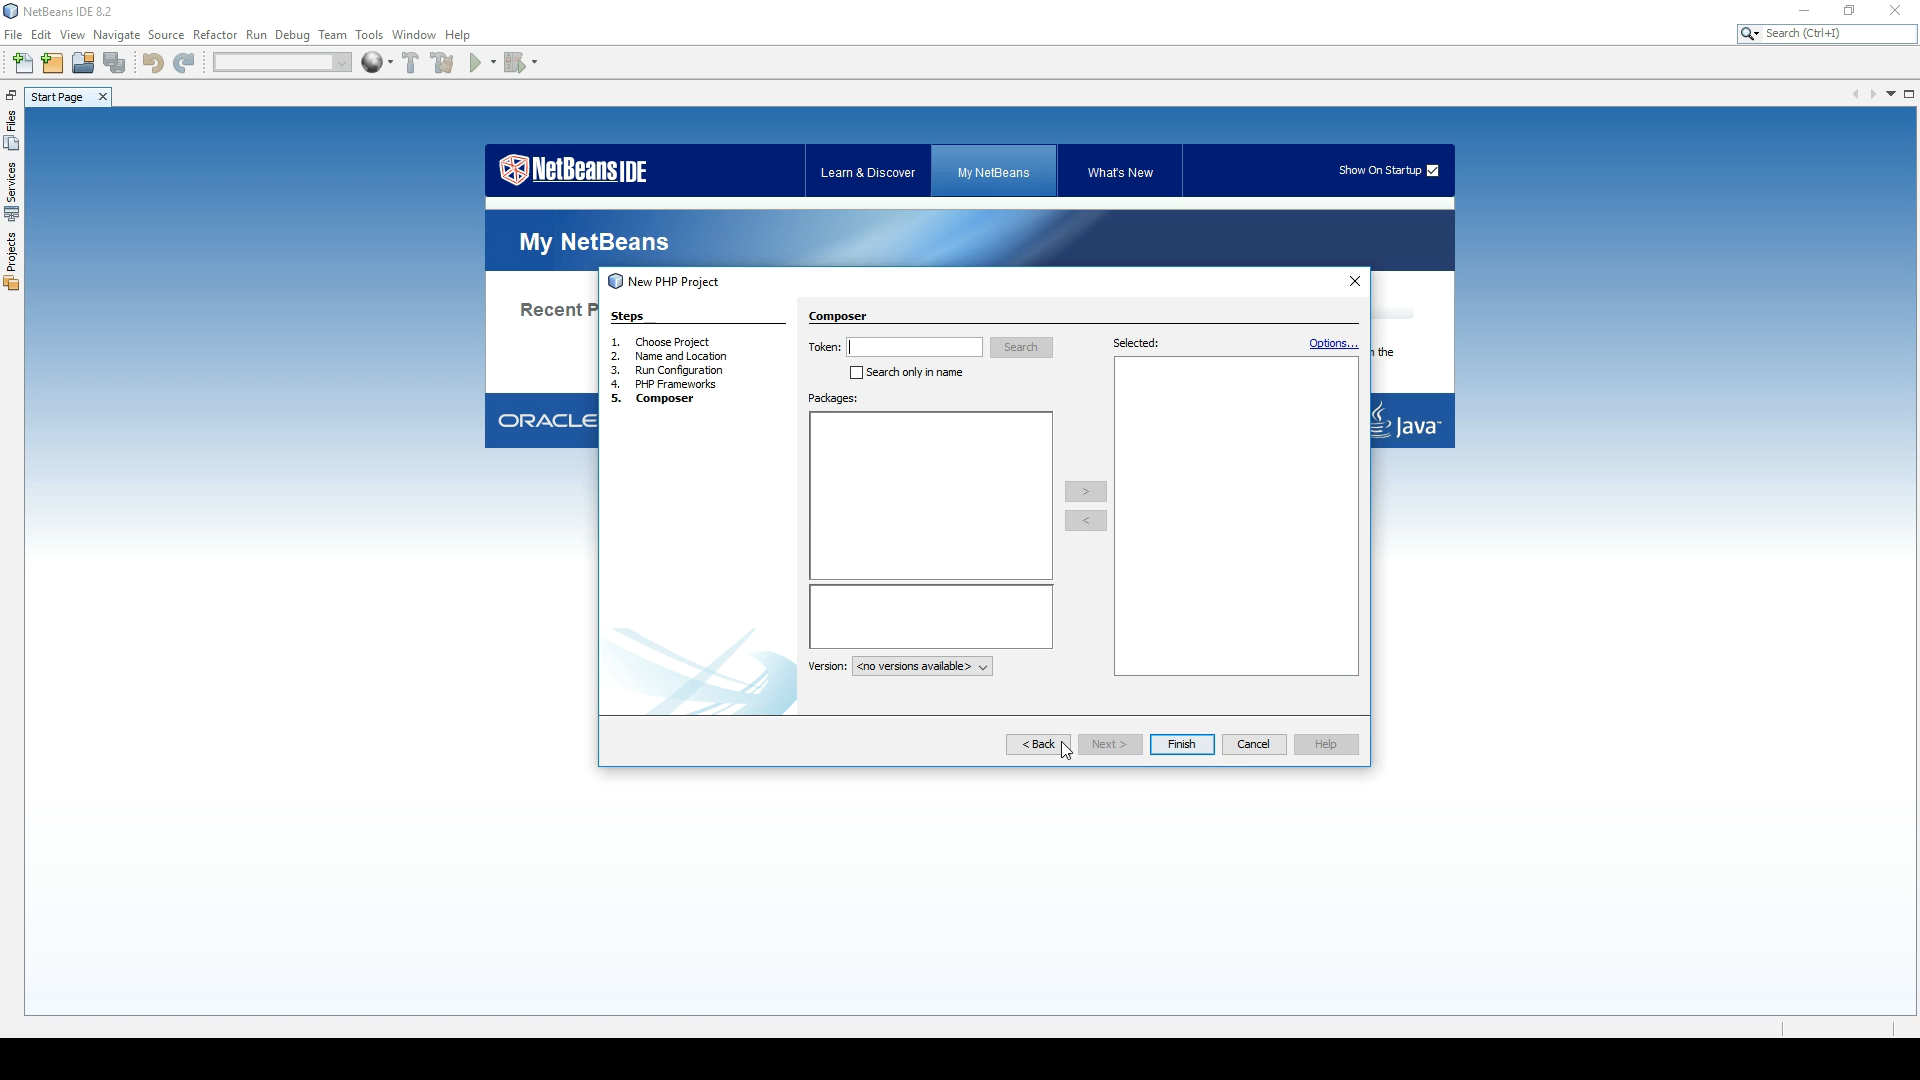 NetBeans IDE 8.2
File Edit View Navigate Source Refactor Run Debug Team Tools Window Help
Search (Ctrl+I)
Start Page
Files
Services
Projects
NetBeans IDE
Learn & Discover
My NetBeans
What's New
Show On Startup
My NetBeans
Recent P
n the
ORACLE
Java™
New PHP Project
Steps
1. Choose Project
2. Name and Location
3. Run Configuration
4. PHP Frameworks
5. Composer
Composer
Token:
Search
Search only in name
Packages:
Version: <no versions available>
>
<
Selected:
Options...
< Back
Next >
Finish
Cancel
Help